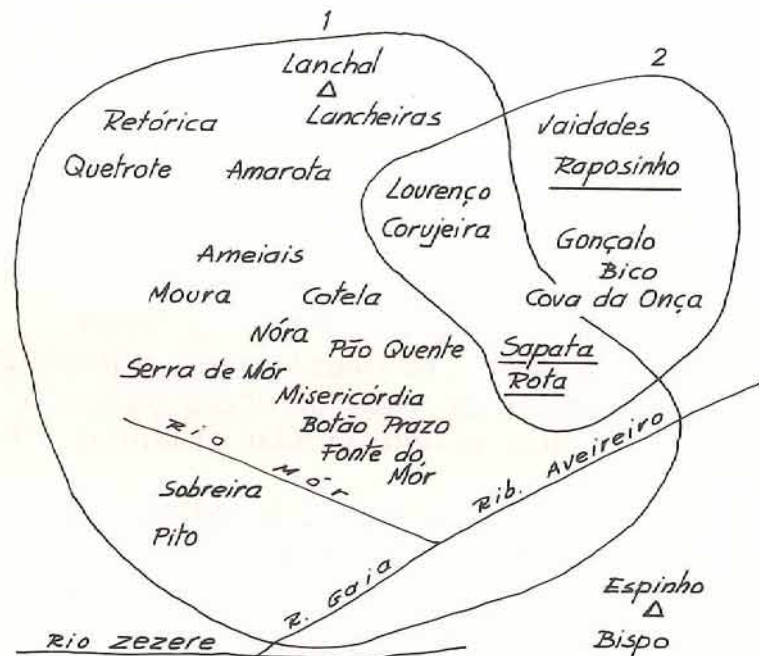 1
2
Lanchal
Retórica
Lancheiras
Vaidades
Quetrote
Amarota
Raposinho
Lourenço
Corujeira
Gonçalo
Ameiais
Bico
Moura
Cotela
Cova da Onça
Nóra
Pão Quente
Sapata
Rota
Serra de Mór
Misericórdia
Botão Prazo
Fonte do
Mór
Rio Mór
Rib. Aveireiro
Sobreira
Pito
R. Gaia
Espinho
Bispo
Rio Zezere